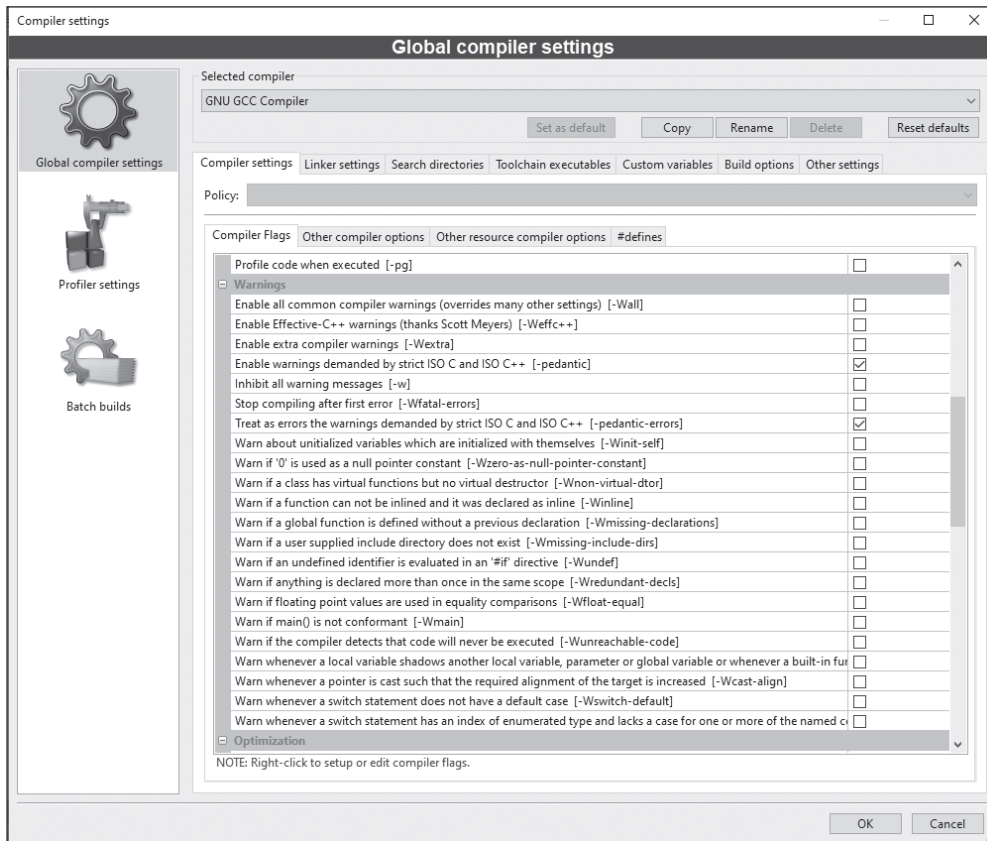 Compiler settings
Global compiler settings
Global compiler settings
Profiler settings
Batch builds
Selected compiler
GNU GCC Compiler
Set as default Copy Rename Delete Reset defaults
Compiler settings Linker settings Search directories Toolchain executables Custom variables Build options Other settings
Policy:
Compiler Flags Other compiler options Other resource compiler options #defines
Profile code when executed [-pg]
Warnings
Enable all common compiler warnings (overrides many other settings) [-Wall]
Enable Effective-C++ warnings (thanks Scott Meyers) [-Weffc++]
Enable extra compiler warnings [-Wextra]
Enable warnings demanded by strict ISO C and ISO C++ [-pedantic]
Inhibit all warning messages [-w]
Stop compiling after first error [-Wfatal-errors]
Treat as errors the warnings demanded by strict ISO C and ISO C++ [-pedantic-errors]
Warn about unitialized variables which are initialized with themselves [-Winit-self]
Warn if '0' is used as a null pointer constant [-Wzero-as-null-pointer-constant]
Warn if a class has virtual functions but no virtual destructor [-Wnon-virtual-dtor]
Warn if a function can not be inlined and it was declared as inline [-Winline]
Warn if a global function is defined without a previous declaration [-Wmissing-declarations]
Warn if a user supplied include directory does not exist [-Wmissing-include-dirs]
Warn if an undefined identifier is evaluated in an '#if' directive [-Wundef]
Warn if anything is declared more than once in the same scope [-Wredundant-decls]
Warn if floating point values are used in equality comparisons [-Wfloat-equal]
Warn if main() is not conformant [-Wmain]
Warn if the compiler detects that code will never be executed [-Wunreachable-code]
Warn whenever a local variable shadows another local variable, parameter or global variable or whenever a built-in fur
Warn whenever a pointer is cast such that the required alignment of the target is increased [-Wcast-align]
Warn whenever a switch statement does not have a default case [-Wswitch-default]
Warn whenever a switch statement has an index of enumerated type and lacks a case for one or more of the named c
Optimization
NOTE: Right-click to setup or edit compiler flags.
OK Cancel